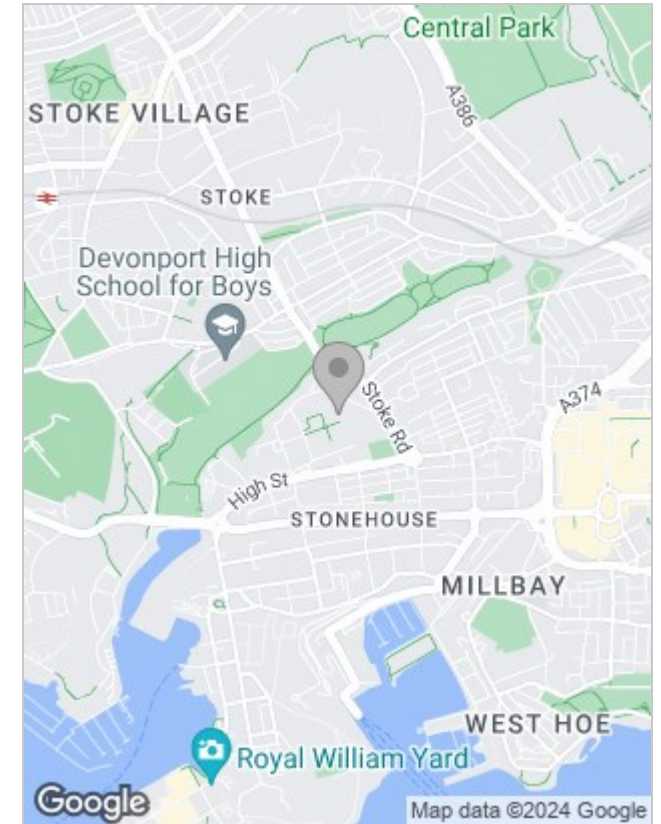 Central Park
A386
STOKE VILLAGE
STOKE
Devonport High
School for Boys
Stoke Rd
A374
High St
STONEHOUSE
MILLBAY
WEST HOE
Royal William Yard
Google
Map data ©2024 Google